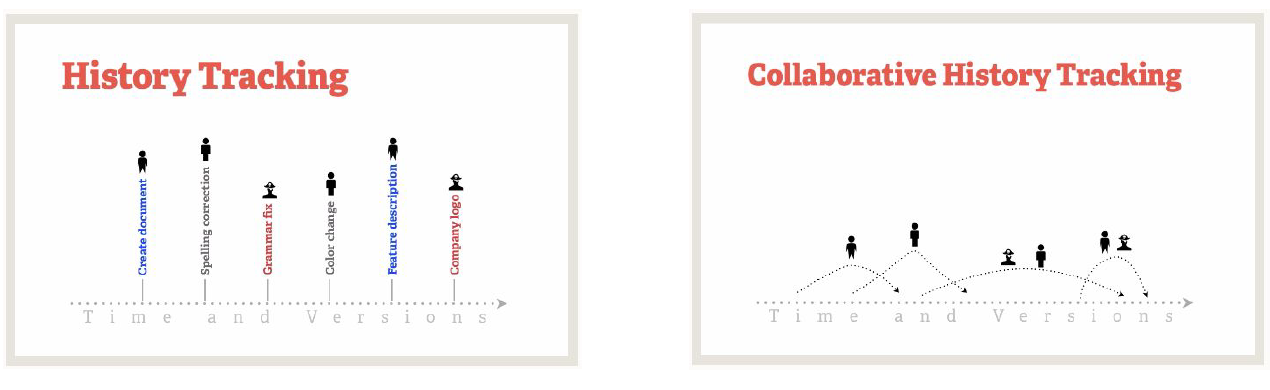 History Tracking
Create document
Spelling correction
Grammar fix
Color change
Feature description
Company logo
Time and Versions
Collaborative History Tracking
Time and Versions